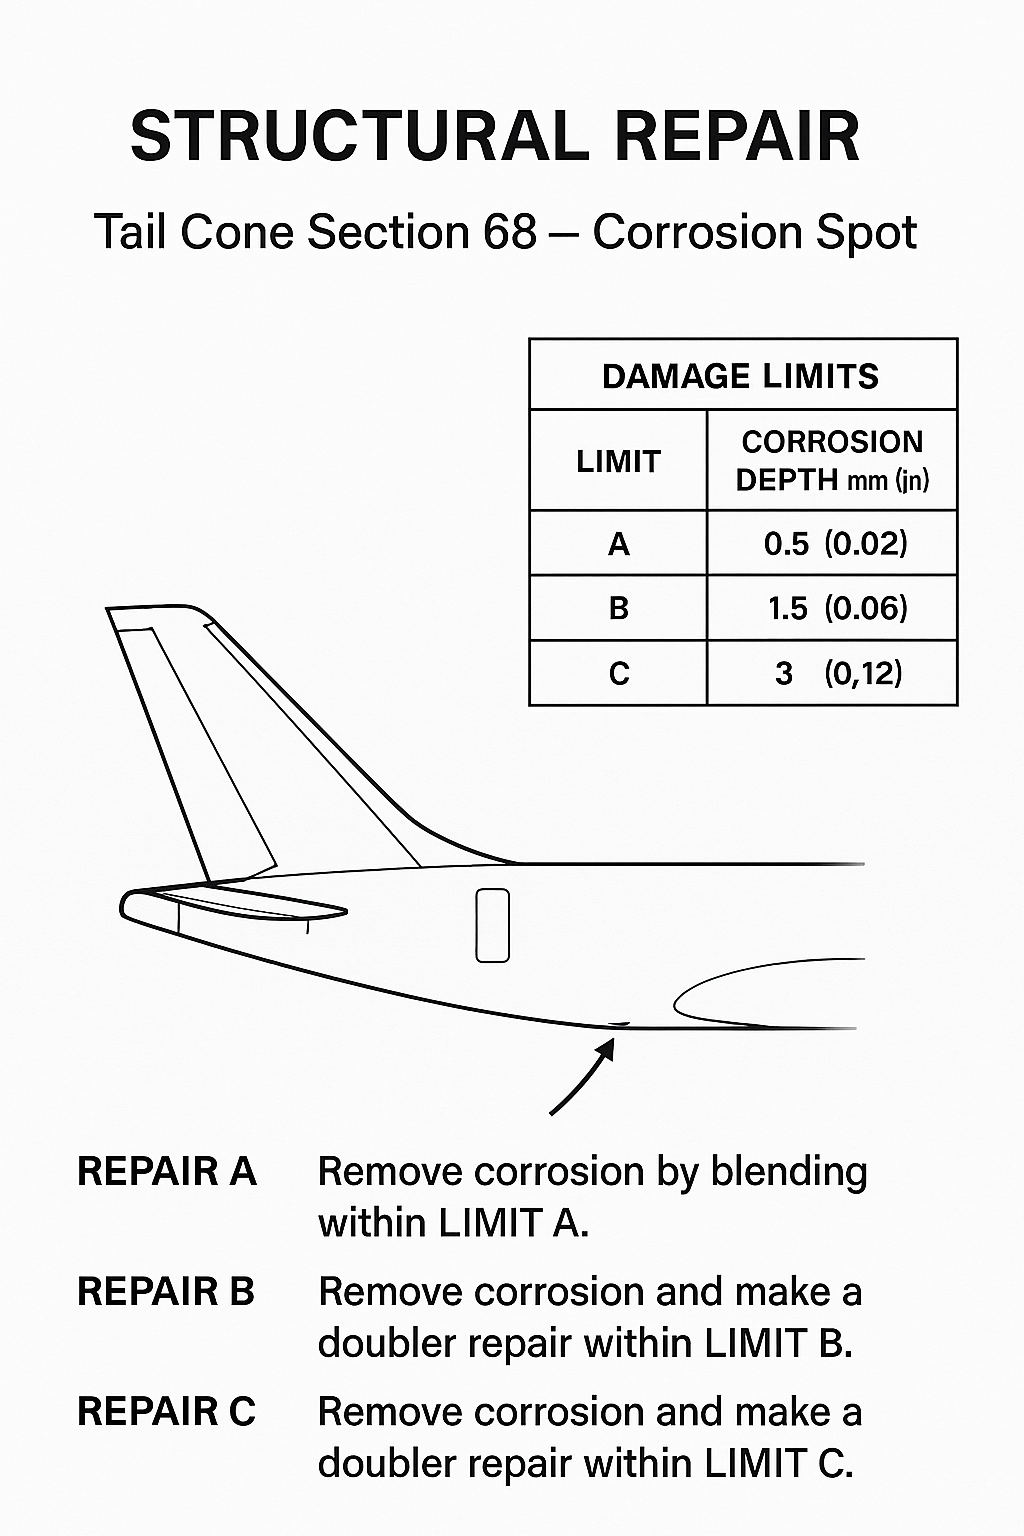 STRUCTURAL REPAIR
Tail Cone Section 68 – Corrosion Spot
DAMAGE LIMITS
LIMIT
CORROSION
DEPTH mm (jn)
A 0.5 (0.02)
B 1.5 (0.06)
C 3 (0,12)
REPAIR A Remove corrosion by blending
within LIMIT A.
REPAIR B Remove corrosion and make a
doubler repair within LIMIT B.
REPAIR C Remove corrosion and make a
doubler repair within LIMIT C.